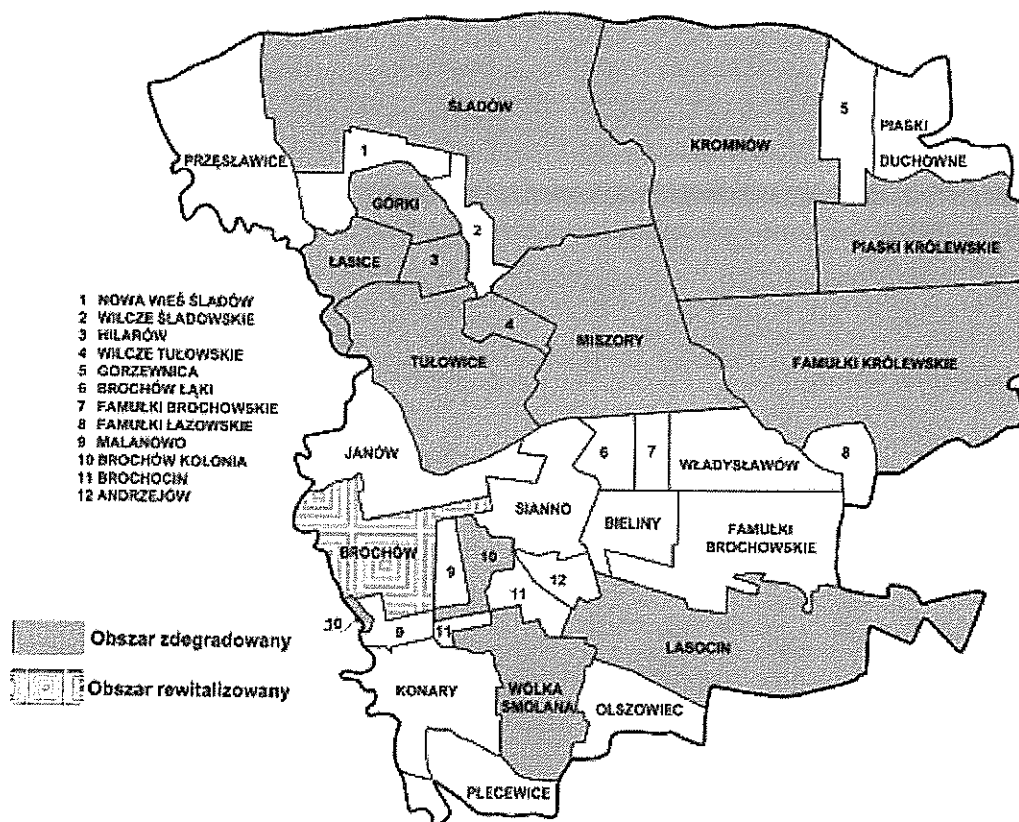 ŚLADÓW
KROMNÓW
5
PIASKI
DUCHOWNE
PRZĘSŁAWICE
1
GÓRKI
2
PIASKI KRÓLEWSKIE
ŁASICE
3
1 NOWA WIEŚ ŚLADÓW
2 WILCZE ŚLADOWSKIE
3 HILARÓW
4 WILCZE TUŁOWSKIE
5 GORZEWNICA
6 BROCHÓW ŁĄKI
7 FAMUŁKI BROCHOWSKIE
8 FAMUŁKI ŁAZOWSKIE
9 MALANOWO
10 BROCHÓW KOLONIA
11 BROCHOCIN
12 ANDRZEJÓW
4
MISZORY
TUŁOWICE
FAMUŁKI KRÓLEWSKIE
JANÓW
6
7
WŁADYSŁAWÓW
8
SIANNO
BIELINY
FAMUŁKI
BROCHOWSKIE
BROCHÓW
9
10
12
11
10
9
11
Obszar zdegradowany
LASOCIN
Obszar rewitalizowany
KONARY
WÓLKA
SMOLANA
OLSZOWIEC
PLECEWICE